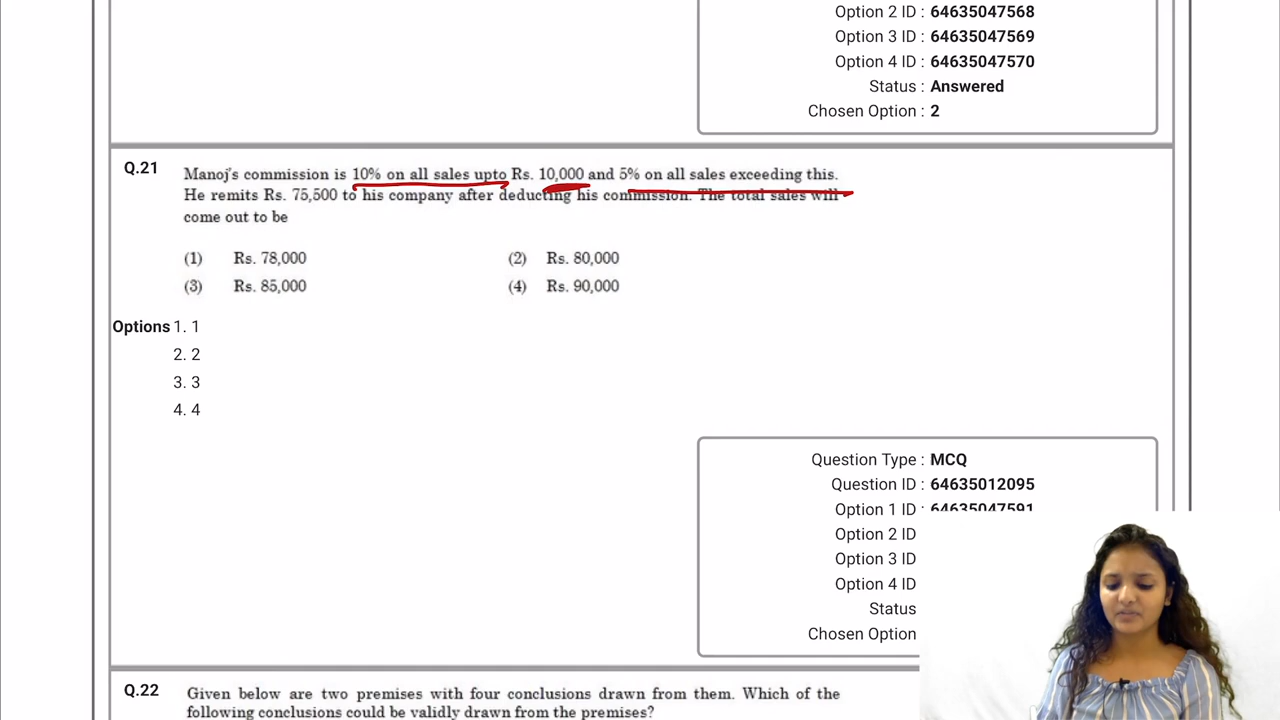 Option 2 ID : 64635047568
Option 3 ID : 64635047569
Option 4 ID : 64635047570
Status : Answered
Chosen Option : 2
Q.21 Manoj's commission is 10% on all sales upto Rs. 10,000 and 5% on all sales exceeding this.
He remits Rs. 75,500 to his company after deducting his commission. The total sales will
come out to be
(1) Rs. 78,000 (2) Rs. 80,000
(3) Rs. 85,000 (4) Rs. 90,000
Options 1. 1
2. 2
3. 3
4. 4
Question Type : MCQ
Question ID : 64635012095
Option 1 ID : 64635047591
Option 2 ID
Option 3 ID
Option 4 ID
Status
Chosen Option
Q.22 Given below are two premises with four conclusions drawn from them. Which of the
following conclusions could be validly drawn from the premises?